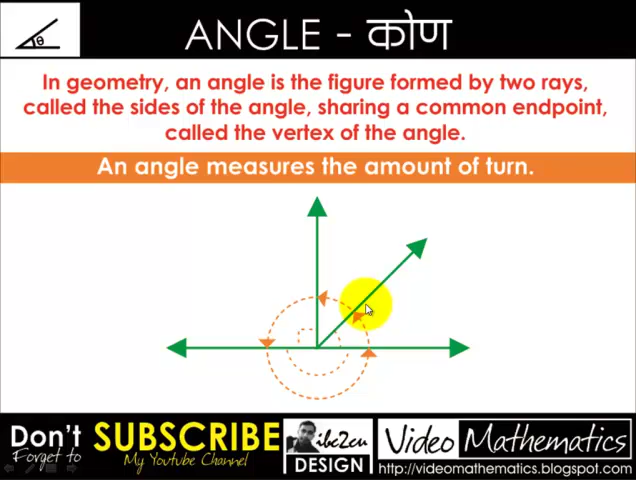 θ
ANGLE - कोण
In geometry, an angle is the figure formed by two rays,
called the sides of the angle, sharing a common endpoint,
called the vertex of the angle.
An angle measures the amount of turn.
Don't
Forget to
SUBSCRIBE
My Youtube Channel
ibc2cu
DESIGN
Video Mathematics
http://videomathematics.blogspot.com/